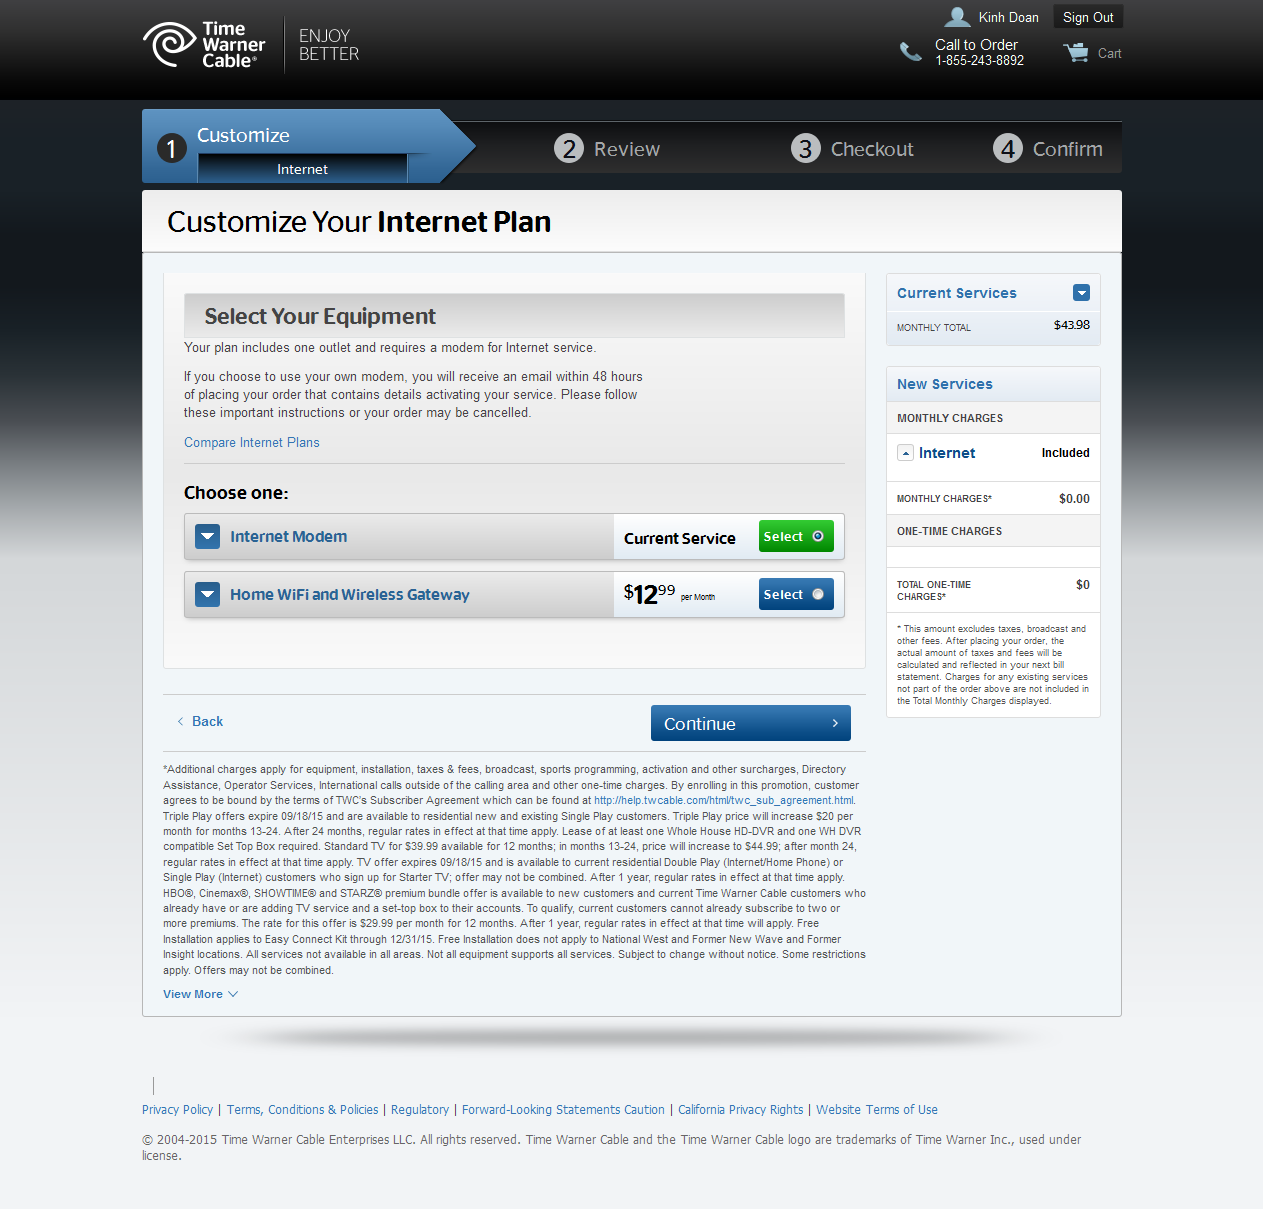 Time
Warner
Cable®
ENJOY
BETTER
Kinh Doan
Sign Out
Call to Order
1-855-243-8892
Cart
1
Customize
Internet
2 Review
3 Checkout
4 Confirm
Customize Your Internet Plan
Select Your Equipment
Your plan includes one outlet and requires a modem for Internet service.
If you choose to use your own modem, you will receive an email within 48 hours
of placing your order that contains details activating your service. Please follow
these important instructions or your order may be cancelled.
Compare Internet Plans
Choose one:
Internet Modem
Current Service
Select
Home WiFi and Wireless Gateway
$1299 per Month
Select
Back
Continue
Current Services
MONTHLY TOTAL
$43.98
New Services
MONTHLY CHARGES
Internet
Included
MONTHLY CHARGES*
$0.00
ONE-TIME CHARGES
TOTAL ONE-TIME
CHARGES*
$0
* This amount excludes taxes, broadcast and
other fees. After placing your order, the
actual amount of taxes and fees will be
calculated and reflected in your next bill
statement. Charges for any existing services
not part of the order above are not included in
the Total Monthly Charges displayed.
*Additional charges apply for equipment, installation, taxes & fees, broadcast, sports programming, activation and other surcharges, Directory
Assistance, Operator Services, International calls outside of the calling area and other one-time charges. By enrolling in this promotion, customer
agrees to be bound by the terms of TWC's Subscriber Agreement which can be found at http://help.twcable.com/html/twc_sub_agreement.html.
Triple Play offers expire 09/18/15 and are available to residential new and existing Single Play customers. Triple Play price will increase $20 per
month for months 13-24. After 24 months, regular rates in effect at that time apply. Lease of at least one Whole House HD-DVR and one WH DVR
compatible Set Top Box required. Standard TV for $39.99 available for 12 months; in months 13-24, price will increase to $44.99; after month 24,
regular rates in effect at that time apply. TV offer expires 09/18/15 and is available to current residential Double Play (Internet/Home Phone) or
Single Play (Internet) customers who sign up for Starter TV; offer may not be combined. After 1 year, regular rates in effect at that time apply.
HBO®, Cinemax®, SHOWTIME® and STARZ® premium bundle offer is available to new customers and current Time Warner Cable customers who
already have or are adding TV service and a set-top box to their accounts. To qualify, current customers cannot already subscribe to two or
more premiums. The rate for this offer is $29.99 per month for 12 months. After 1 year, regular rates in effect at that time will apply. Free
Installation applies to Easy Connect Kit through 12/31/15. Free Installation does not apply to National West and Former New Wave and Former
Insight locations. All services not available in all areas. Not all equipment supports all services. Subject to change without notice. Some restrictions
apply. Offers may not be combined.
View More
Privacy Policy | Terms, Conditions & Policies | Regulatory | Forward-Looking Statements Caution | California Privacy Rights | Website Terms of Use
© 2004-2015 Time Warner Cable Enterprises LLC. All rights reserved. Time Warner Cable and the Time Warner Cable logo are trademarks of Time Warner Inc., used under
license.